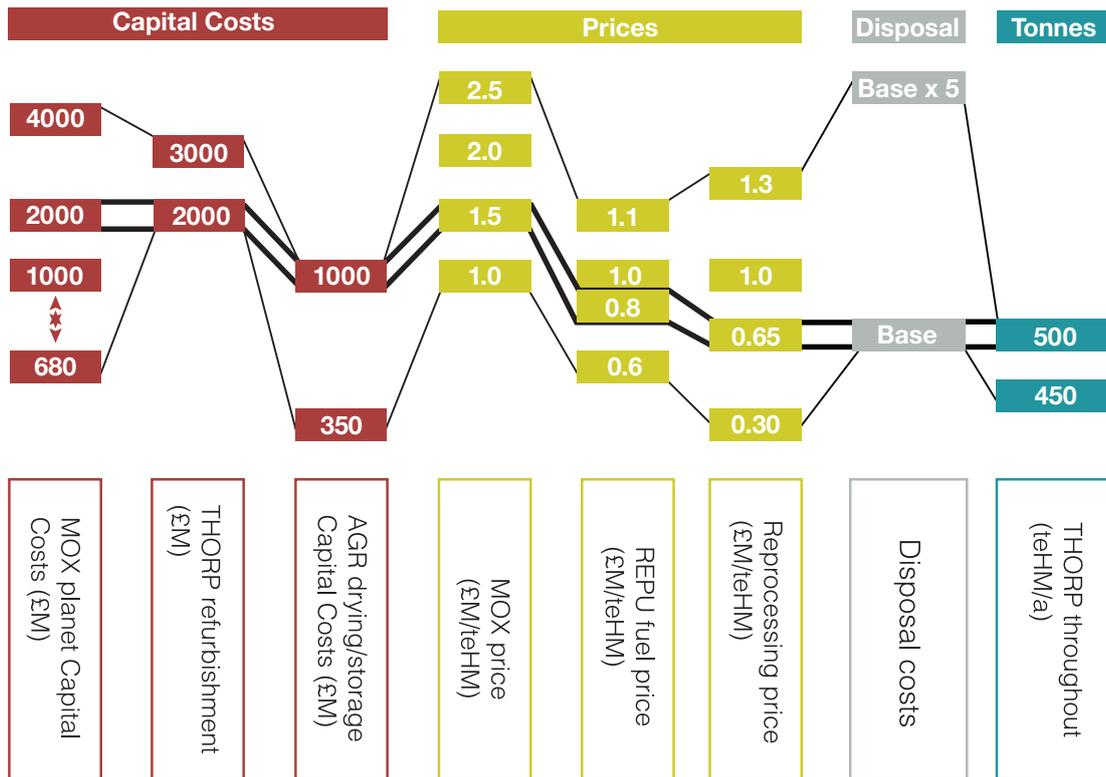 Capital Costs
Prices
Disposal
Tonnes
4000
2000
1000
680
3000
2000
1000
350
2.5
2.0
1.5
1.0
1.1
1.0
0.8
0.6
1.3
1.0
0.65
0.30
Base x 5
Base
500
450
MOX planet Capital
Costs (£M)
THORP refurbishment
(£M)
AGR drying/storage
Capital Costs (£M)
MOX price
(£M/teHM)
REPU fuel price
(£M/teHM)
Reprocessing price
(£M/teHM)
Disposal costs
THORP throughout
(teHM/a)